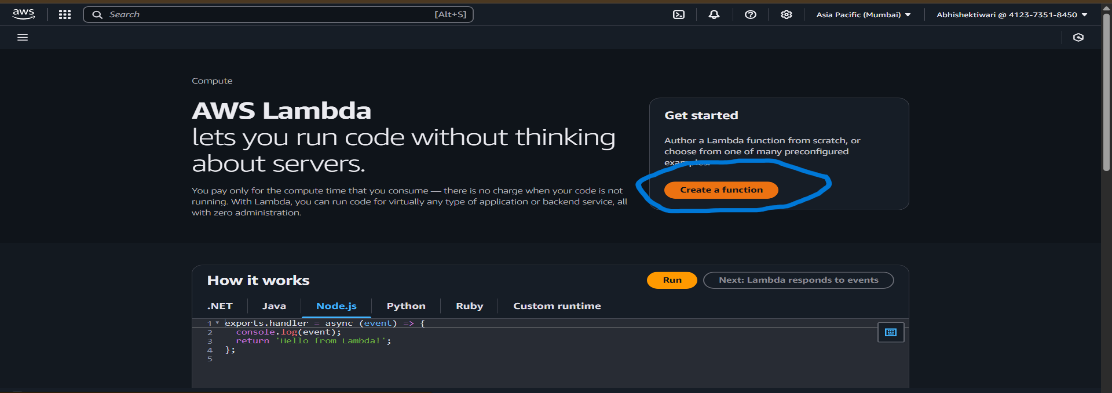 aws
Search
[Alt+S]
Asia Pacific (Mumbai)
Abhishektiwari @ 4123-7351-8450
Compute
AWS Lambda
lets you run code without thinking
about servers.
You pay only for the compute time that you consume — there is no charge when your code is not
running. With Lambda, you can run code for virtually any type of application or backend service, all
with zero administration.
Get started
Author a Lambda function from scratch, or
choose from one of many preconfigured
examples.
Create a function
How it works
Run
Next: Lambda responds to events
.NET
Java
Node.js
Python
Ruby
Custom runtime
1 exports.handler = async (event) => {
2 console.log(event);
3 return 'Hello from Lambda!';
4 };
5